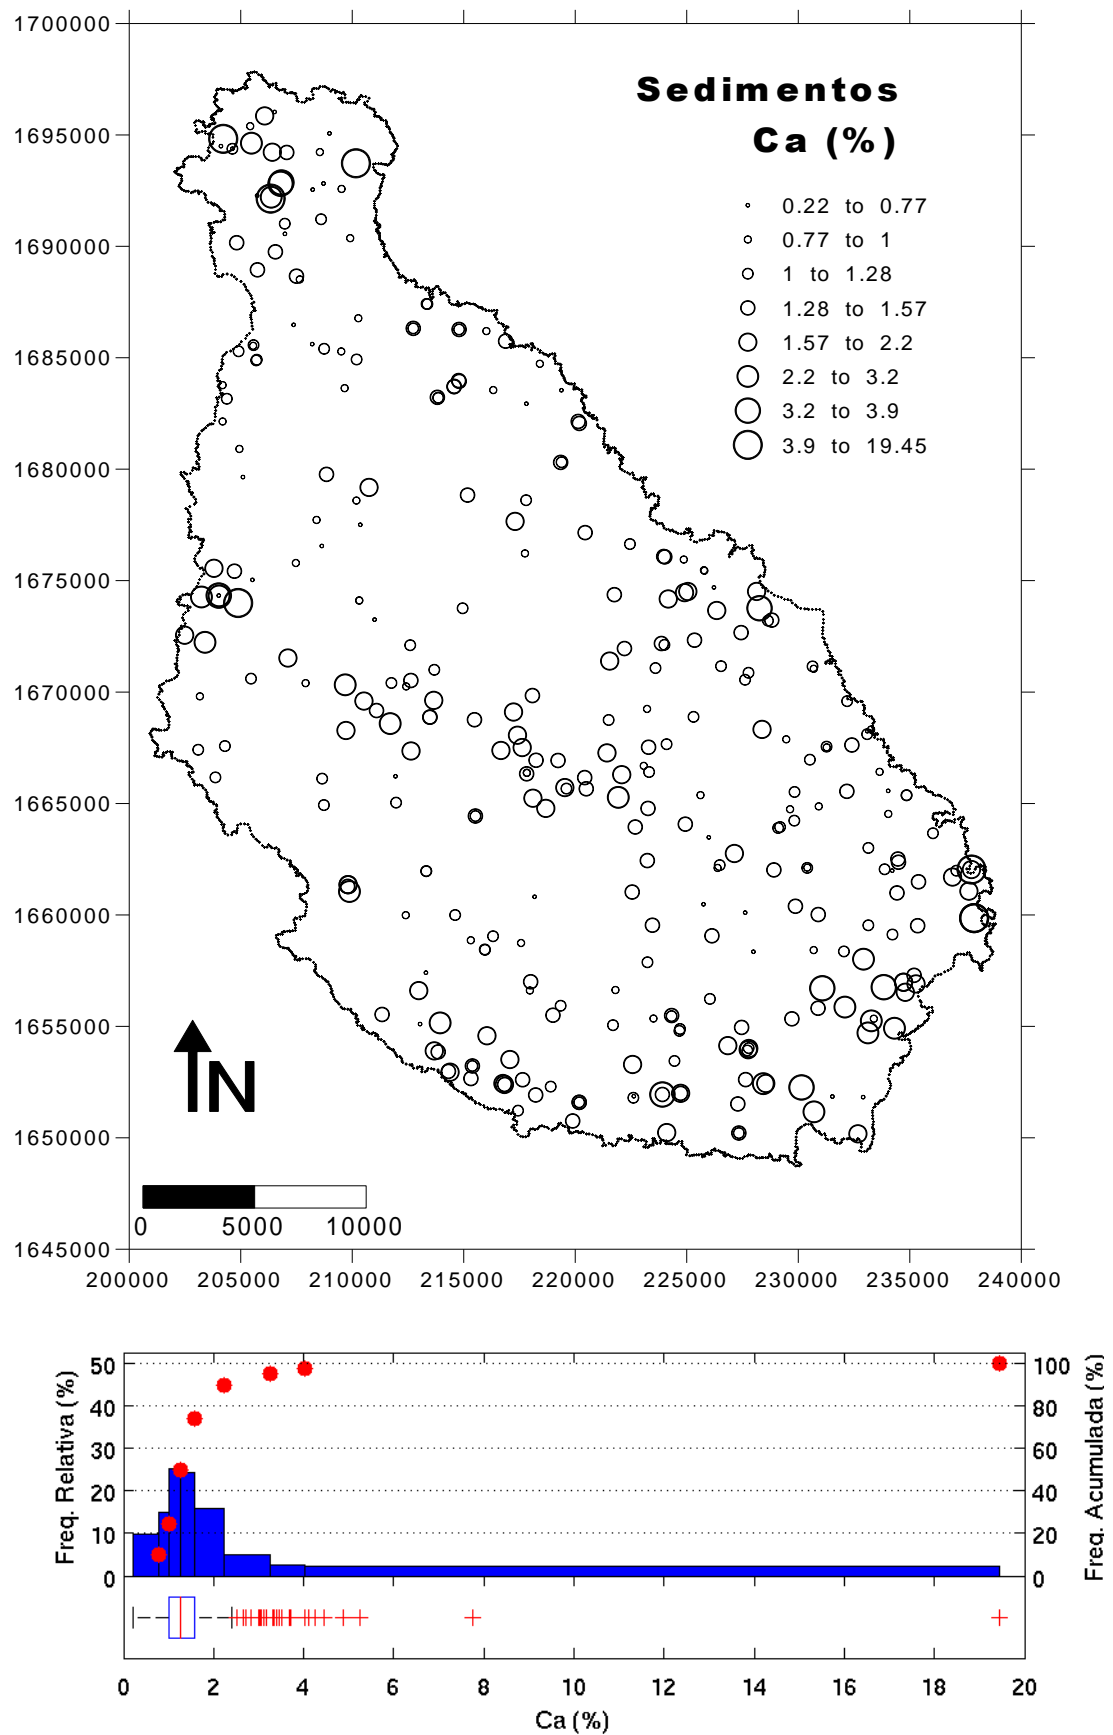 1700000
Sedimentos
1695000
Ca (%)
0.22 to 0.77
0.77 to 1
1690000
1 to 1.28
1.28 to 1.57
1685000
1.57 to 2.2
2.2 to 3.2
3.2 to 3.9
3.9 to 19.45
1680000
1675000
1670000
1665000
1660000
1655000
N
1650000
0 5000 10000
1645000
200000 205000 210000 215000 220000 225000 230000 235000 240000
50 100
40 80
30 60
20 40
10 20
0 0
Freq. Relativa (%)
Freq. Acumulada (%)
0 2 4 6 8 10 12 14 16 18 20
Ca (%)